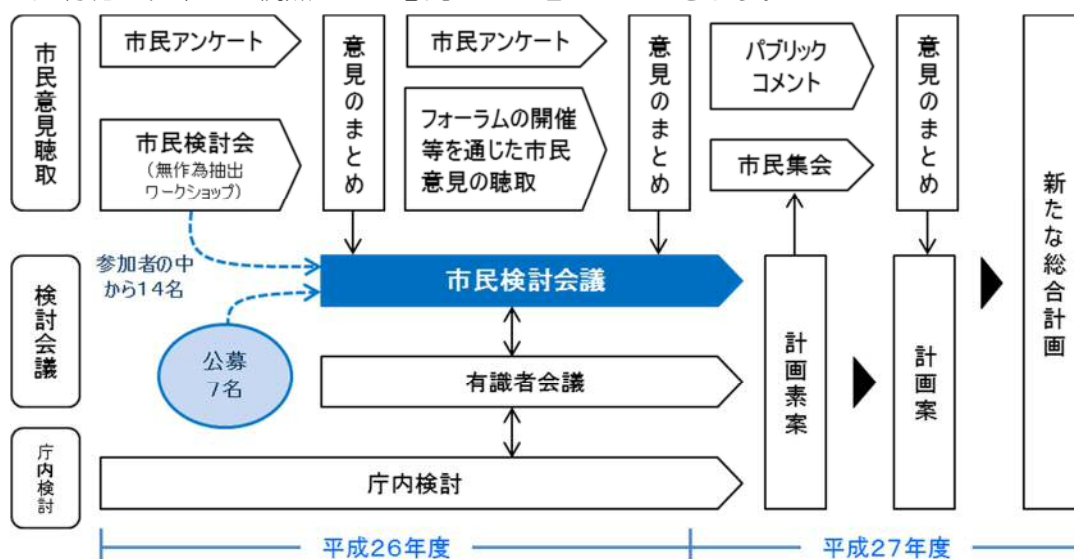 市民意見聴取
市民アンケート
市民検討会
(無作為抽出
ワークショップ)
意見のまとめ
市民アンケート
フォーラムの開催
等を通じた市民
意見の聴取
意見のまとめ
パブリック
コメント
市民集会
意見のまとめ
新たな総合計画
検討会議
参加者の中
から14名
公募
7名
市民検討会議
有識者会議
計画素案
計画案
庁内検討
庁内検討
平成26年度
平成27年度